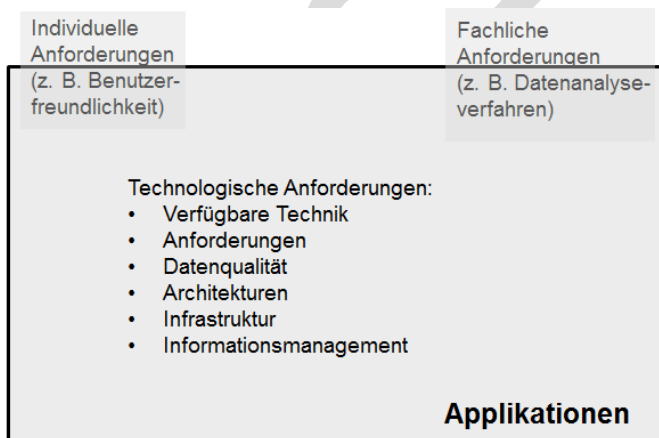 Individuelle
Anforderungen
(z. B. Benutzer-
freundlichkeit)
Fachliche
Anforderungen
(z. B. Datenanalyse-
verfahren)
Technologische Anforderungen:
• Verfügbare Technik
• Anforderungen
• Datenqualität
• Architekturen
• Infrastruktur
• Informationsmanagement
Applikationen